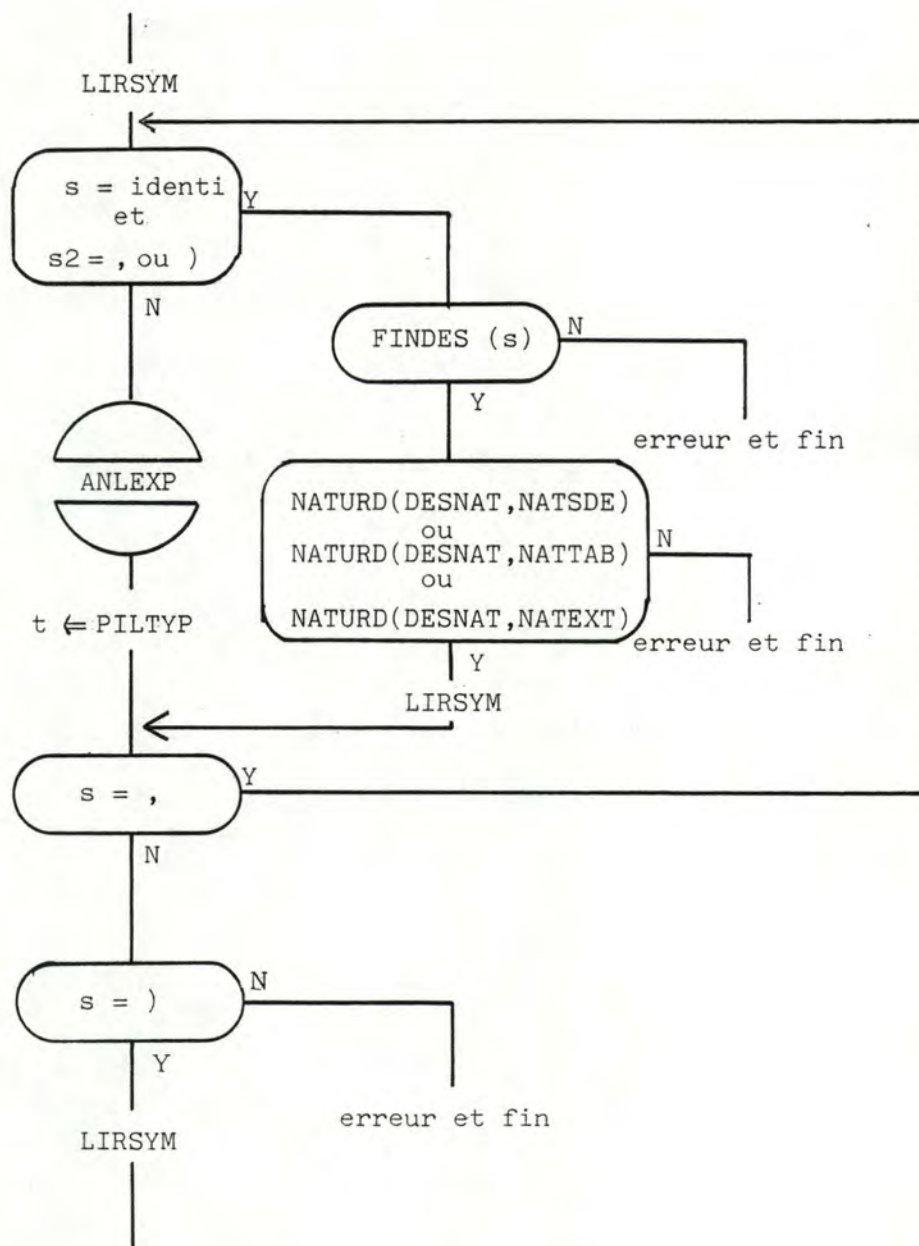 LIRSYM
s = identi
et
s2 = , ou )
Y
N
FINDES (s)
N
Y
erreur et fin
ANLEXP
NATURD(DESNAT,NATSDE)
ou
NATURD(DESNAT,NATTAB)
ou
NATURD(DESNAT,NATEXT)
N
erreur et fin
t ⇐ PILTYP
Y
LIRSYM
s = ,
Y
N
s = )
N
Y
erreur et fin
LIRSYM